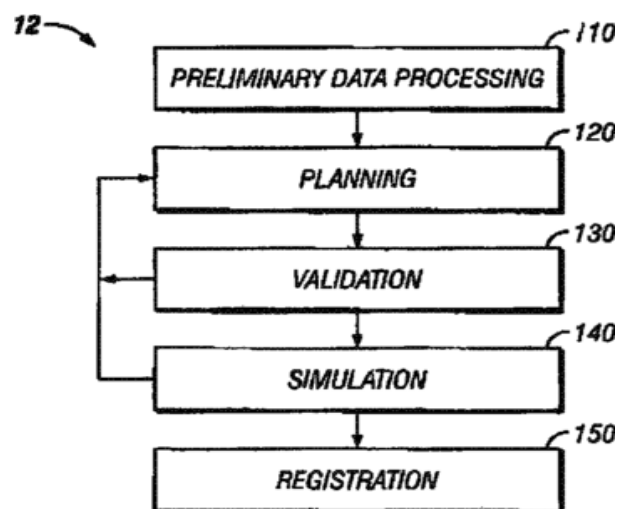 12
110
PRELIMINARY DATA PROCESSING
120
PLANNING
130
VALIDATION
140
SIMULATION
150
REGISTRATION